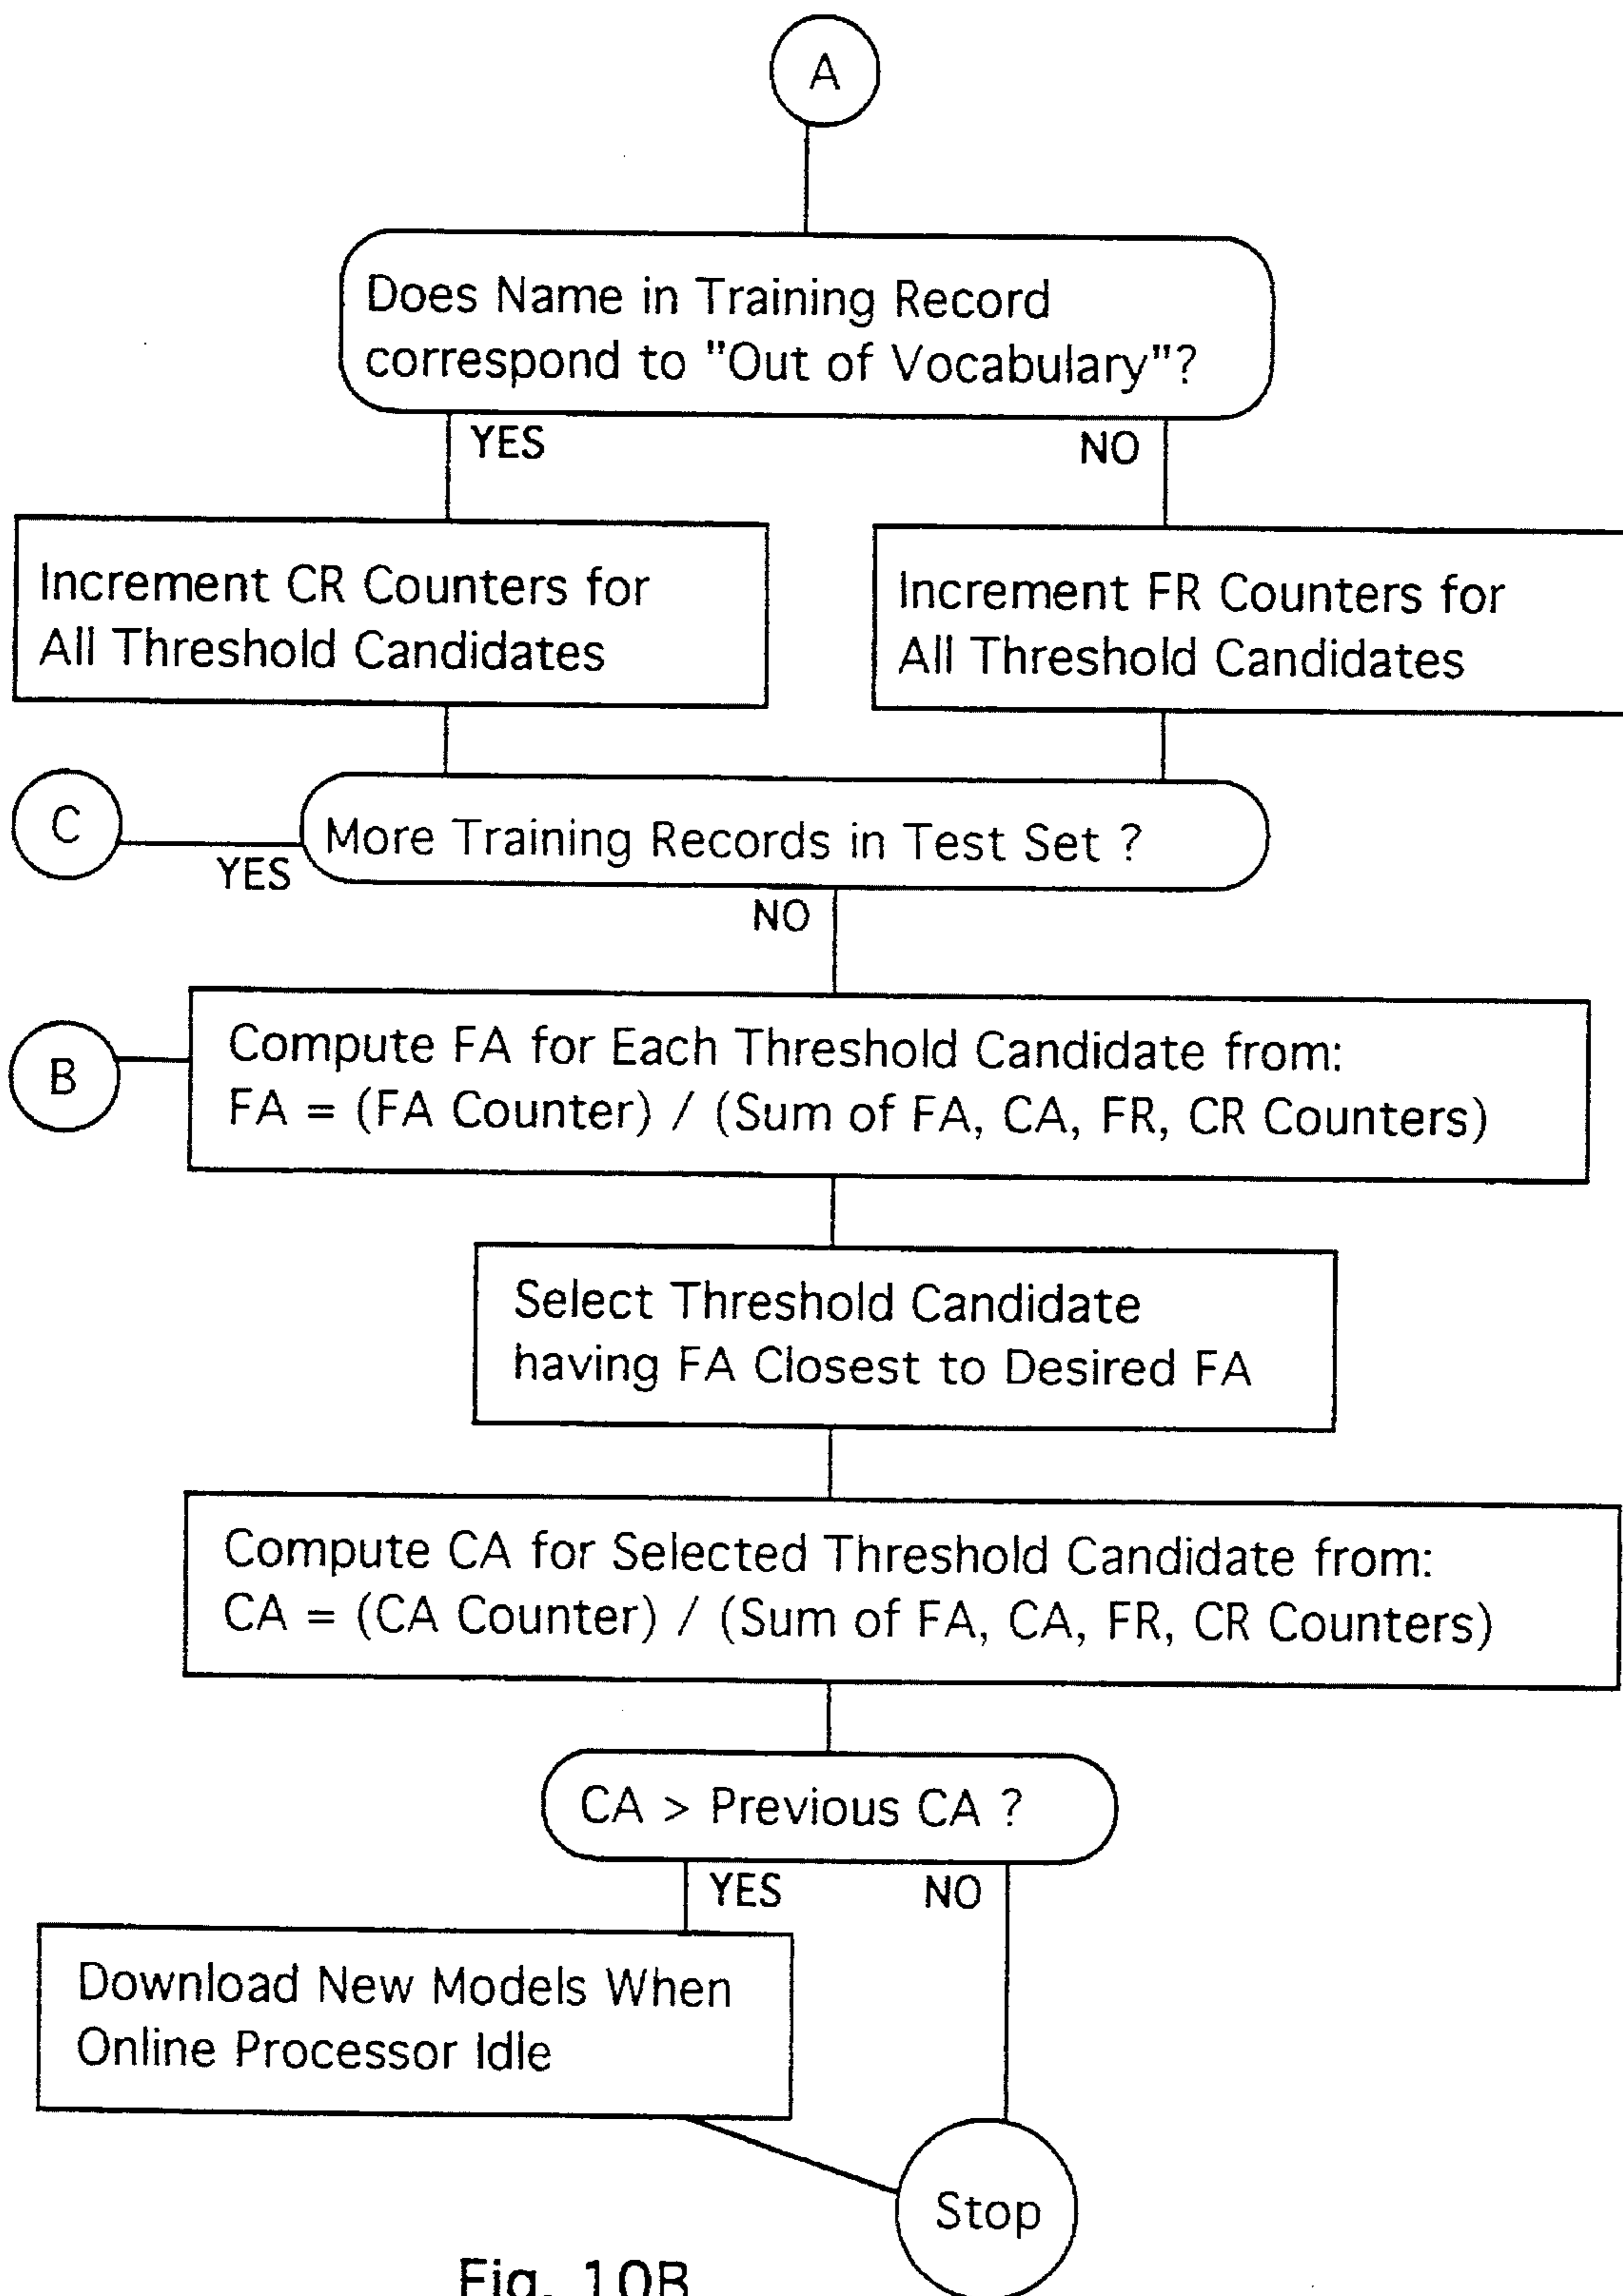 A
Does Name in Training Record
correspond to "Out of Vocabulary"?
YES
NO
Increment CR Counters for
All Threshold Candidates
Increment FR Counters for
All Threshold Candidates
C
YES
More Training Records in Test Set ?
NO
B
Compute FA for Each Threshold Candidate from:
FA = (FA Counter) / (Sum of FA, CA, FR, CR Counters)
Select Threshold Candidate
having FA Closest to Desired FA
Compute CA for Selected Threshold Candidate from:
CA = (CA Counter) / (Sum of FA, CA, FR, CR Counters)
CA > Previous CA ?
YES
NO
Download New Models When
Online Processor Idle
Stop
Fig. 10B